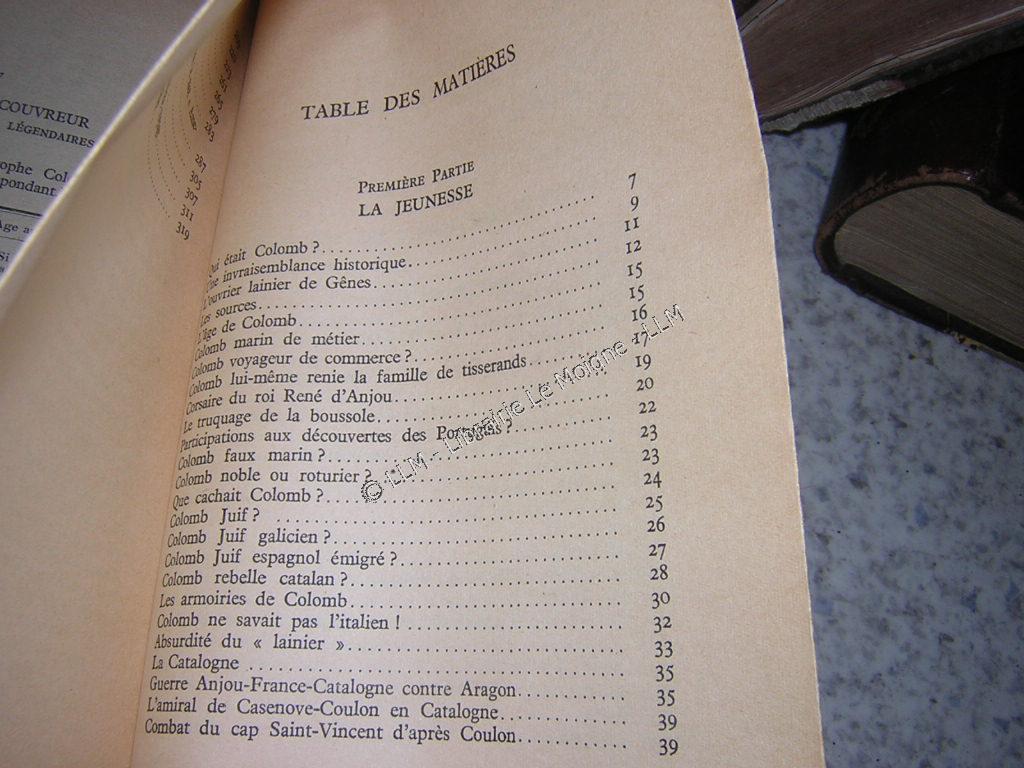 COUVREUR
LÉGENDAIRES
ophe Col
pondant
Age a
Si
287
305
307
311
319
TABLE DES MATIÈRES
PREMIÈRE PARTIE
LA JEUNESSE
Qui était Colomb ? 7
Une invraisemblance historique 9
L'ouvrier lainier de Gênes 11
Les sources 12
L'âge de Colomb 15
Colomb marin de métier 15
Colomb voyageur de commerce ? 16
Colomb lui-même renie la famille de tisserands 17
Corsaire du roi René d'Anjou 19
Le truquage de la boussole 20
Participations aux découvertes des Portugais ? 22
Colomb faux marin ? 23
Colomb noble ou roturier ? 23
Que cachait Colomb ? 24
Colomb Juif ? 25
Colomb Juif galicien ? 26
Colomb Juif espagnol émigré ? 27
Colomb rebelle catalan ? 28
Les armoiries de Colomb 30
Colomb ne savait pas l'italien ! 32
Absurdité du « lainier » 33
La Catalogne 35
Guerre Anjou-France-Catalogne contre Aragon 35
L'amiral de Casenove-Coulon en Catalogne 39
Combat du cap Saint-Vincent d'après Coulon 39
© LLM - Librairie Le Moigne - LLM